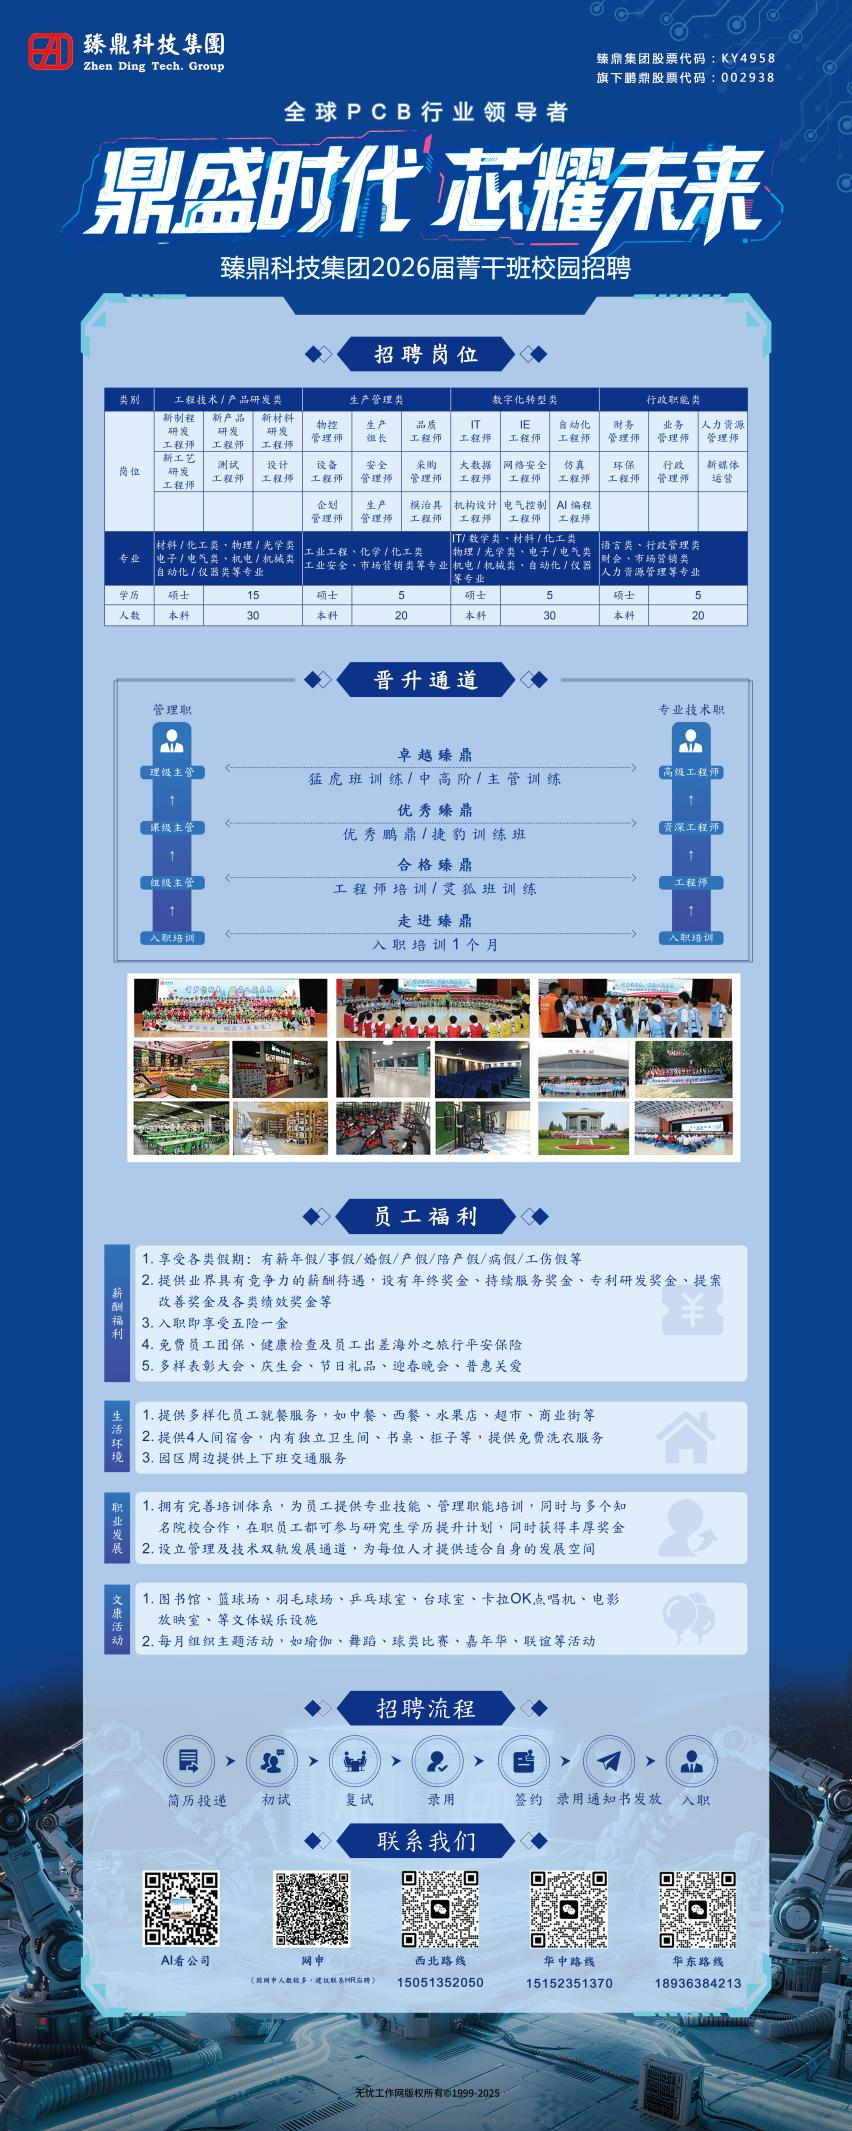 臻鼎科技集團
Zhen Ding Tech. Group
臻鼎集团股票代码：KY4958
旗下鹏鼎股票代码：002938
全球PCB行业领导者
鼎盛时代 芯耀未来
臻鼎科技集团2026届菁干班校园招聘
招聘岗位
类别 工程技术/产品研发类 生产管理类 数字化转型类 行政职能类
岗位
新制程研发工程师 新产品研发工程师 新材料研发工程师 物控管理师 生产组长 品质工程师 IT工程师 IE工程师 自动化工程师 财务管理师 业务管理师 人力资源管理师
新工艺研发工程师 测试工程师 设计工程师 设备工程师 安全管理师 采购管理师 大数据工程师 网络安全工程师 仿真工程师 环保工程师 行政管理师 新媒体运营
企划管理师 生产管理师 模治具工程师 机构设计工程师 电气控制工程师 AI 编程工程师
专业
材料/化工类、物理/光学类
电子/电气类、机电/机械类
自动化/仪器类等专业
工业工程、化学/化工类
工业安全、市场营销类等专业
IT/ 数学类、材料/化工类
物理/光学类、电子/电气类
机电/机械类、自动化/仪器
等专业
语言类、行政管理类
财会、市场营销类
人力资源管理等专业
学历 硕士 15 硕士 5 硕士 5 硕士 5
人数 本科 30 本科 20 本科 30 本科 20
晋升通道
管理职 专业技术职
卓越臻鼎
理级主管 猛虎班训练/中高阶/主管训练 高级工程师
↑ ↑
优秀臻鼎
课级主管 优秀鹏鼎/捷豹训练班 资深工程师
↑ ↑
合格臻鼎
组级主管 工程师培训/灵狐班训练 工程师
↑ ↑
走进臻鼎
入职培训 入职培训1个月 入职培训
员工福利
薪酬福利
1. 享受各类假期：有薪年假/事假/婚假/产假/陪产假/病假/工伤假等
2. 提供业界具有竞争力的薪酬待遇，设有年终奖金、持续服务奖金、专利研发奖金、提案
改善奖金及各类绩效奖金等
3. 入职即享受五险一金
4. 免费员工团保、健康检查及员工出差海外之旅行平安保险
5. 多样表彰大会、庆生会、节日礼品、迎春晚会、普惠关爱
生活环境
1. 提供多样化员工就餐服务，如中餐、西餐、水果店、超市、商业街等
2. 提供4人间宿舍，内有独立卫生间、书桌、柜子等，提供免费洗衣服务
3. 园区周边提供上下班交通服务
职业发展
1. 拥有完善培训体系，为员工提供专业技能、管理职能培训，同时与多个知
名院校合作，在职员工都可参与研究生学历提升计划，同时获得丰厚奖金
2. 设立管理及技术双轨发展通道，为每位人才提供适合自身的发展空间
文康活动
1. 图书馆、篮球场、羽毛球场、乒乓球室、台球室、卡拉OK点唱机、电影
放映室、等文体娱乐设施
2. 每月组织主题活动，如瑜伽、舞蹈、球类比赛、嘉年华、联谊等活动
招聘流程
简历投递 初试 复试 录用 签约 录用通知书发放 入职
联系我们
AI看公司 网申 西北路线 华中路线 华东路线
（因网申人数较多，建议联系HR应聘） 15051352050 15152351370 18936384213
无忧工作网版权所有©1999-2025